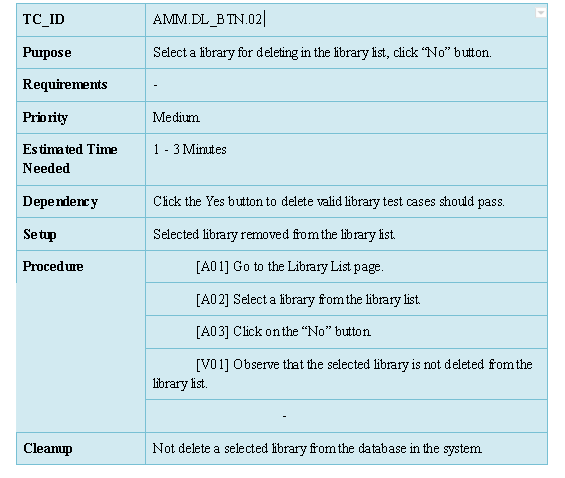 TC_ID AMM.DL_BTN.02
Purpose Select a library for deleting in the library list, click “No” button.
Requirements -
Priority Medium.
Estimated Time Needed 1 - 3 Minutes
Dependency Click the Yes button to delete valid library test cases should pass.
Setup Selected library removed from the library list.
Procedure [A01] Go to the Library List page.
[A02] Select a library from the library list.
[A03] Click on the “No” button.
[V01] Observe that the selected library is not deleted from the
library list.
-
Cleanup Not delete a selected library from the database in the system.